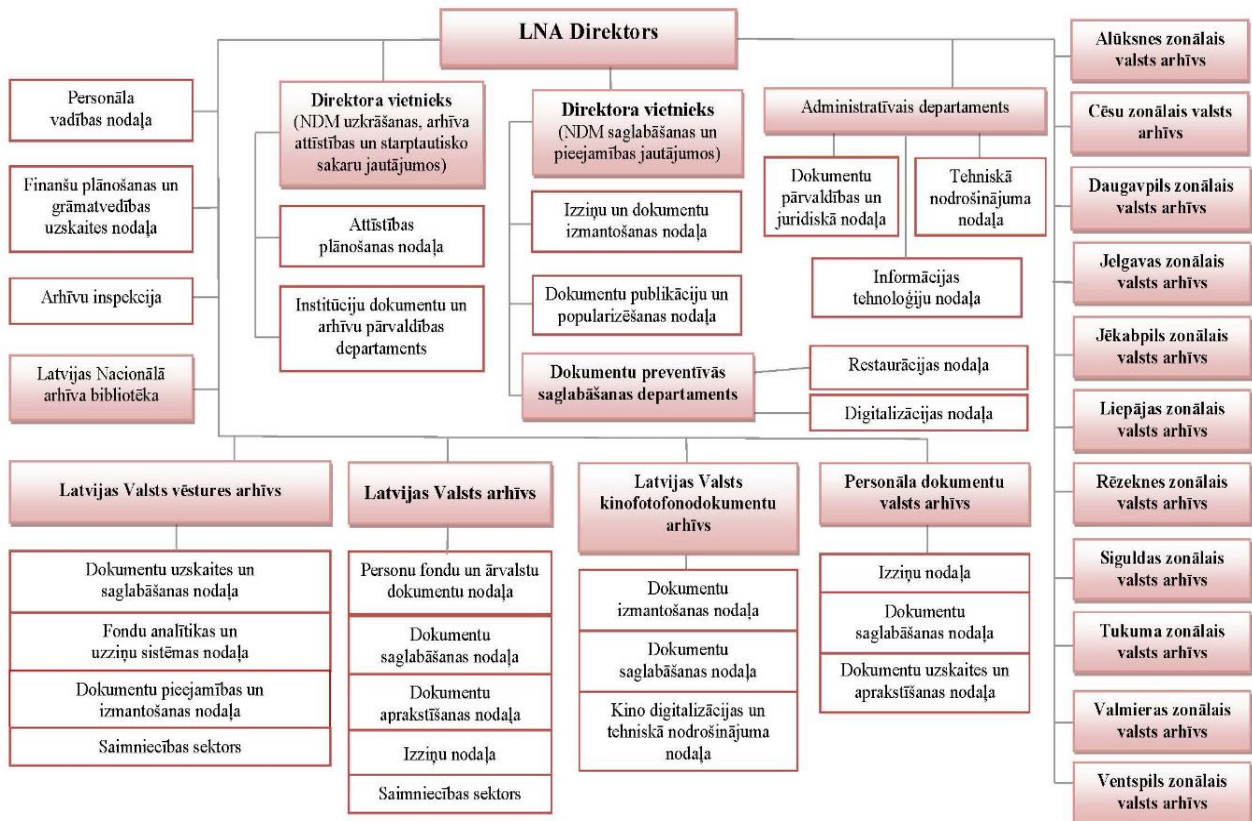 LNA Direktors
Personāla
vadības nodaļa
Finanšu plānošanas un
grāmatvedības
uzskaites nodaļa
Arhīvu inspekcija
Latvijas Nacionālā
arhīva bibliotēka
Direktora vietnieks
(NDM uzkrāšanas, arhīva
attīstības un starptautisko
sakaru jautājumos)
Attīstības
plānošanas nodaļa
Institūciju dokumentu un
arhīvu pārvaldības
departaments
Direktora vietnieks
(NDM saglabāšanas un
pieejamības jautājumos)
Izziņu un dokumentu
izmantošanas nodaļa
Dokumentu publikāciju un
popularizēšanas nodaļa
Dokumentu preventīvās
saglabāšanas departaments
Restaurācijas nodaļa
Digitalizācijas nodaļa
Administratīvais departaments
Dokumentu
pārvaldības un
juridiskā nodaļa
Tehniskā
nodrošinājuma
nodaļa
Informācijas
tehnoloģiju nodaļa
Latvijas Valsts vēstures arhīvs
Dokumentu uzskaites un
saglabāšanas nodaļa
Fondu analītikas un
uzziņu sistēmas nodaļa
Dokumentu pieejamības un
izmantošanas nodaļa
Saimniecības sektors
Latvijas Valsts arhīvs
Personu fondu un ārvalstu
dokumentu nodaļa
Dokumentu
saglabāšanas nodaļa
Dokumentu
aprakstīšanas nodaļa
Izziņu nodaļa
Saimniecības sektors
Latvijas Valsts
kinofotofonodokumentu
arhīvs
Dokumentu
izmantošanas nodaļa
Dokumentu
saglabāšanas nodaļa
Kino digitalizācijas un
tehniskā nodrošinājuma
nodaļa
Personāla dokumentu
valsts arhīvs
Izziņu nodaļa
Dokumentu
saglabāšanas nodaļa
Dokumentu uzskaites un
aprakstīšanas nodaļa
Alūksnes zonālais
valsts arhīvs
Cēsu zonālais valsts
arhīvs
Daugavpils zonālais
valsts arhīvs
Jelgavas zonālais
valsts arhīvs
Jēkabpils zonālais
valsts arhīvs
Liepājas zonālais
valsts arhīvs
Rēzeknes zonālais
valsts arhīvs
Siguldas zonālais
valsts arhīvs
Tukuma zonālais
valsts arhīvs
Valmieras zonālais
valsts arhīvs
Ventspils zonālais
valsts arhīvs